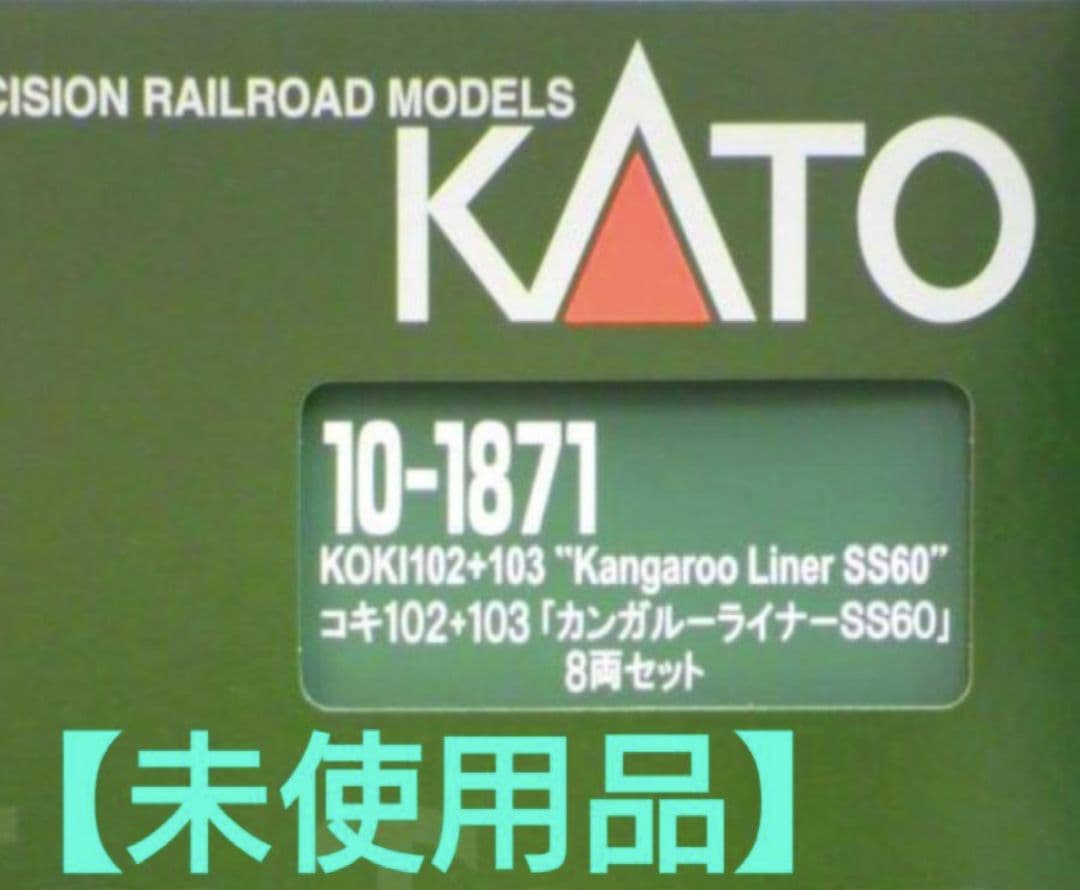 CISION RAILROAD MODELS
KATO
10-1871
KOKI102+103 "Kangaroo Liner SS60"
コキ102+103「カンガルーライナーSS60」
8両セット
【未使用品】